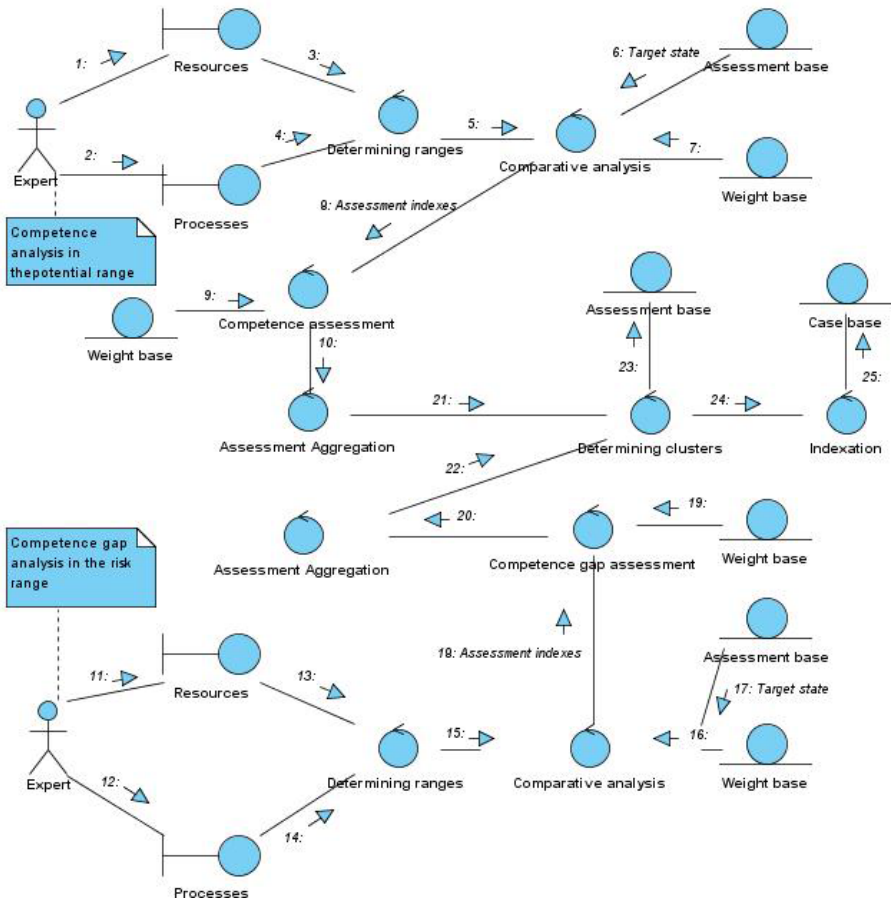 6: Target state
1:
3:
Resources
Assessment base
4:
5:
7:
2:
Determining ranges
Comparative analysis
Expert
Weight base
Processes
9: Assessment indexes
Competence
analysis in
thepotential range
9:
Competence assessment
Assessment base
Case base
Weight base
10:
23:
25:
21:
24:
Assessment Aggregation
Determining clusters
Indexation
22:
Competence gap
analysis in the risk
range
20:
19:
Assessment Aggregation
Competence gap assessment
Weight base
Resources
19: Assessment indexes
Assessment base
11:
13:
17: Target state
15:
16:
Expert
12:
Determining ranges
Comparative analysis
Weight base
14:
Processes